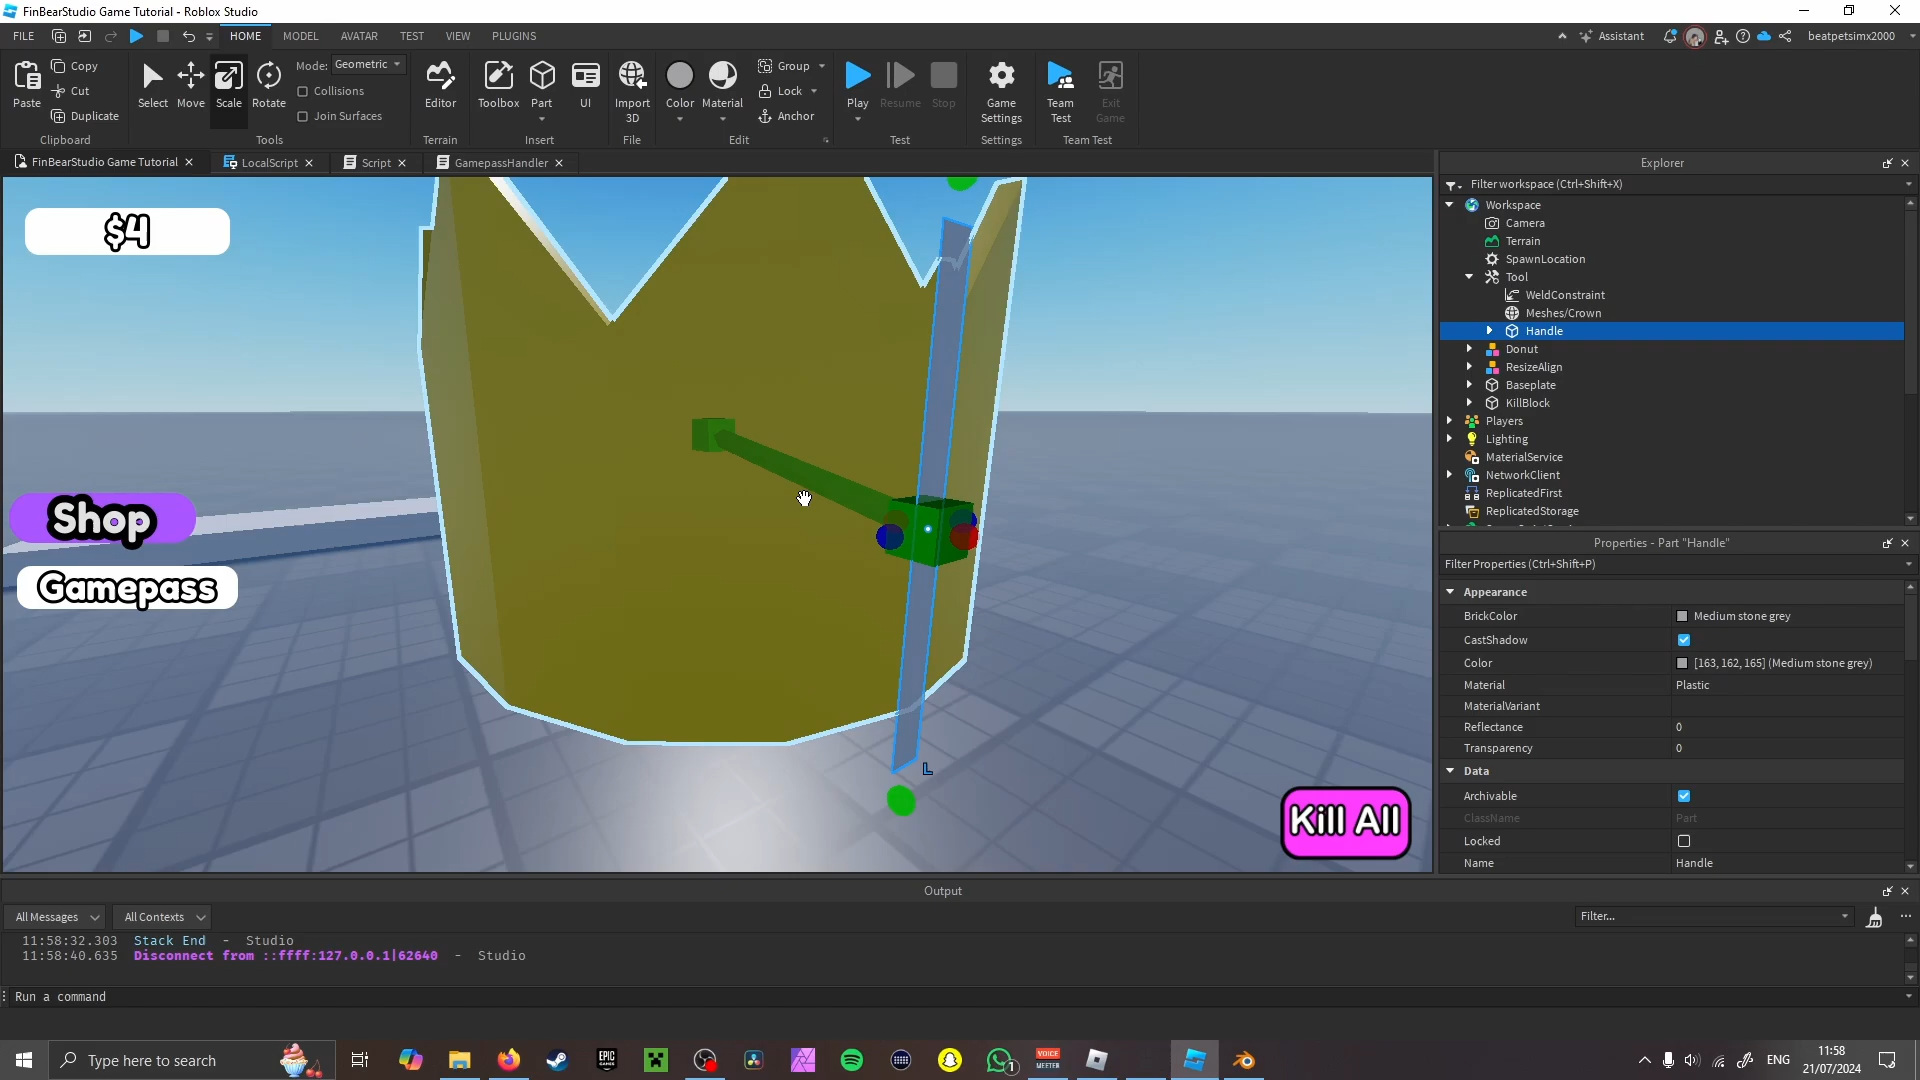 FinBearStudio Game Tutorial - Roblox Studio
FILE HOME MODEL AVATAR TEST VIEW PLUGINS Assistant beatpetsimx2000
Paste Copy Cut Duplicate Clipboard
Select Move Scale Rotate Mode: Geometric Collisions Join Surfaces Tools
Editor Terrain
Toolbox Part UI Insert
Import 3D File
Color Material Group Lock Anchor Edit
Play Resume Stop Test
Game Settings Settings
Team Test Exit Game Team Test
FinBearStudio Game Tutorial LocalScript Script GamepassHandler
$4
Shop
Gamepass
Kill All
L
Explorer
Filter workspace (Ctrl+Shift+X)
Workspace
Camera
Terrain
SpawnLocation
Tool
WeldConstraint
Meshes/Crown
Handle
Donut
ResizeAlign
Baseplate
KillBlock
Players
Lighting
MaterialService
NetworkClient
ReplicatedFirst
ReplicatedStorage
Properties - Part "Handle"
Filter Properties (Ctrl+Shift+P)
Appearance
BrickColor Medium stone grey
CastShadow
Color [163, 162, 165] (Medium stone grey)
Material Plastic
MaterialVariant
Reflectance 0
Transparency 0
Data
Archivable
ClassName Part
Locked
Name Handle
Output
All Messages All Contexts Filter...
11:58:32.303 Stack End - Studio
11:58:40.635 Disconnect from ::ffff:127.0.0.1|62640 - Studio
Run a command
Type here to search
EPIC GAMES
VOICE MEETER
1
ENG
11:58
21/07/2024